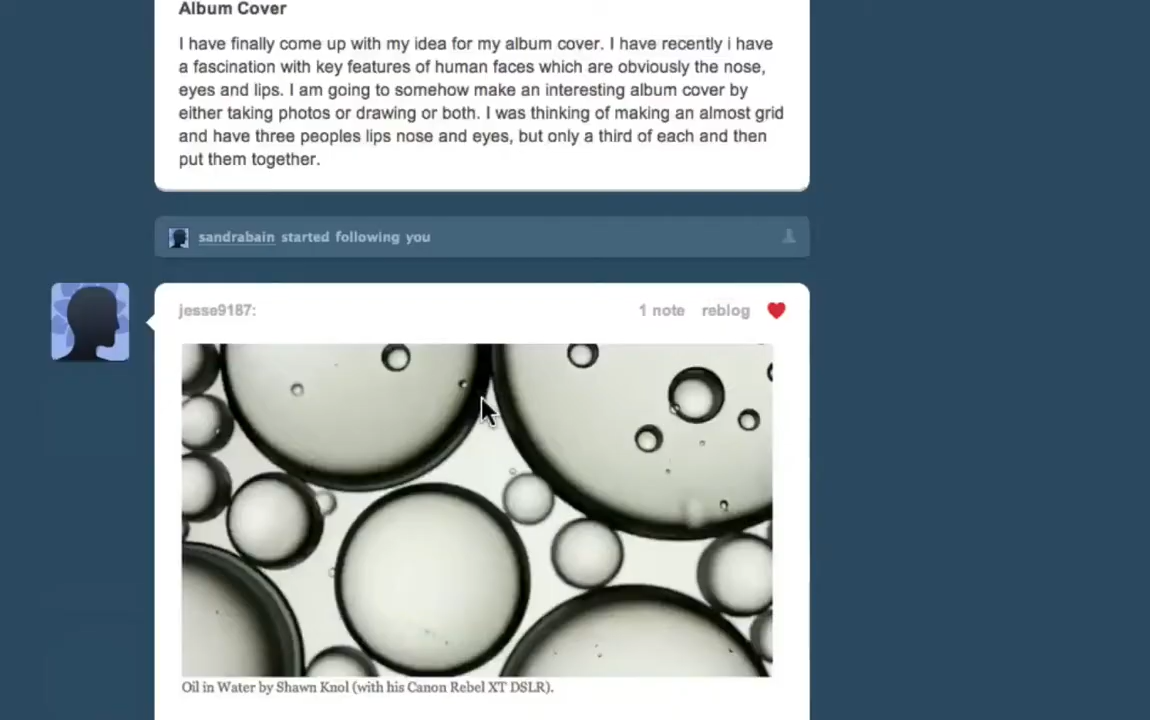 Album Cover
I have finally come up with my idea for my album cover. I have recently i have
a fascination with key features of human faces which are obviously the nose,
eyes and lips. I am going to somehow make an interesting album cover by
either taking photos or drawing or both. I was thinking of making an almost grid
and have three peoples lips nose and eyes, but only a third of each and then
put them together.
sandrabain started following you
jesse9187: 1 note reblog
Oil in Water by Shawn Knol (with his Canon Rebel XT DSLR).